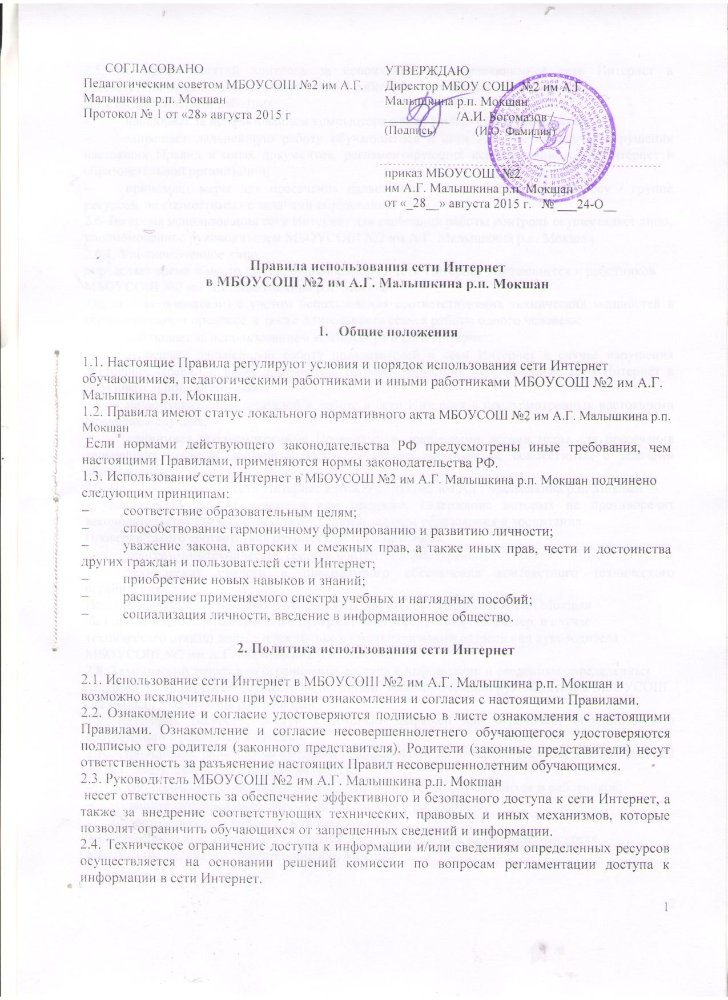 СОГЛАСОВАНО
Педагогическим советом МБОУСОШ №2 им А.Г.
Малышкина р.п. Мокшан
Протокол № 1 от «28» августа 2015 г
УТВЕРЖДАЮ
Директор МБОУ СОШ №2 им А.Г.
Малышкина р.п. Мокшан
/А.И. Богомазов /
(Подпись) (И.О. Фамилия)
приказ МБОУСОШ №2
им А.Г. Малышкина р.п. Мокшан
от «_28__» августа 2015 г. № ___24-О__
Правила использования сети Интернет
в МБОУСОШ №2 им А.Г. Малышкина р.п. Мокшан
1. Общие положения
1.1. Настоящие Правила регулируют условия и порядок использования сети Интернет
обучающимися, педагогическими работниками и иными работниками МБОУСОШ №2 им А.Г.
Малышкина р.п. Мокшан.
1.2. Правила имеют статус локального нормативного акта МБОУСОШ №2 им А.Г. Малышкина р.п.
Мокшан
Если нормами действующего законодательства РФ предусмотрены иные требования, чем
настоящими Правилами, применяются нормы законодательства РФ.
1.3. Использование сети Интернет в МБОУСОШ №2 им А.Г. Малышкина р.п. Мокшан подчинено
следующим принципам:
– соответствие образовательным целям;
– способствование гармоничному формированию и развитию личности;
– уважение закона, авторских и смежных прав, а также иных прав, чести и достоинства
других граждан и пользователей сети Интернет;
– приобретение новых навыков и знаний;
– расширение применяемого спектра учебных и наглядных пособий;
– социализация личности, введение в информационное общество.
2. Политика использования сети Интернет
2.1. Использование сети Интернет в МБОУСОШ №2 им А.Г. Малышкина р.п. Мокшан и
возможно исключительно при условии ознакомления и согласия с настоящими Правилами.
2.2. Ознакомление и согласие удостоверяются подписью в листе ознакомления с настоящими
Правилами. Ознакомление и согласие несовершеннолетнего обучающегося удостоверяются
подписью его родителя (законного представителя). Родители (законные представители) несут
ответственность за разъяснение настоящих Правил несовершеннолетним обучающимся.
2.3. Руководитель МБОУСОШ №2 им А.Г. Малышкина р.п. Мокшан
несет ответственность за обеспечение эффективного и безопасного доступа к сети Интернет, а
также за внедрение соответствующих технических, правовых и иных механизмов, которые
позволят ограничить обучающихся от запрещенных сведений и информации.
2.4. Техническое ограничение доступа к информации и/или сведениям определенных ресурсов
осуществляется на основании решений комиссии по вопросам регламентации доступа к
информации в сети Интернет.
1